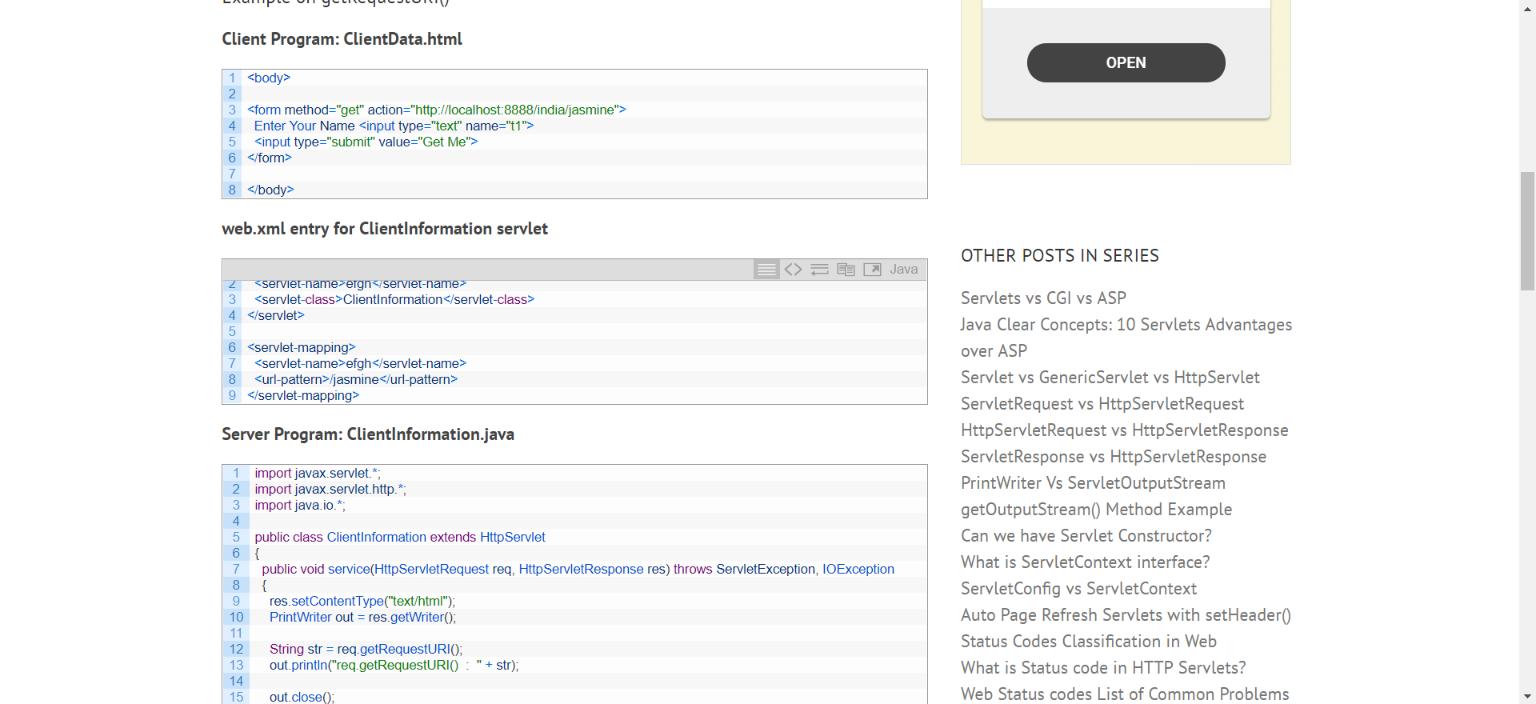 Example on getRequestURI()
Client Program: ClientData.html
1 <body>
2
3 <form method="get" action="http://localhost:8888/india/jasmine">
4 Enter Your Name <input type="text" name="t1">
5 <input type="submit" value="Get Me">
6 </form>
7
8 </body>
web.xml entry for ClientInformation servlet
Java
2 <servlet-name>efgh</servlet-name>
3 <servlet-class>ClientInformation</servlet-class>
4 </servlet>
5
6 <servlet-mapping>
7 <servlet-name>efgh</servlet-name>
8 <url-pattern>/jasmine</url-pattern>
9 </servlet-mapping>
Server Program: ClientInformation.java
1 import javax.servlet.*;
2 import javax.servlet.http.*;
3 import java.io.*;
4
5 public class ClientInformation extends HttpServlet
6 {
7 public void service(HttpServletRequest req, HttpServletResponse res) throws ServletException, IOException
8 {
9 res.setContentType("text/html");
10 PrintWriter out = res.getWriter();
11
12 String str = req.getRequestURI();
13 out.println("req.getRequestURI() : " + str);
14
15 out.close();
OPEN
OTHER POSTS IN SERIES
Servlets vs CGI vs ASP
Java Clear Concepts: 10 Servlets Advantages
over ASP
Servlet vs GenericServlet vs HttpServlet
ServletRequest vs HttpServletRequest
HttpServletRequest vs HttpServletResponse
ServletResponse vs HttpServletResponse
PrintWriter Vs ServletOutputStream
getOutputStream() Method Example
Can we have Servlet Constructor?
What is ServletContext interface?
ServletConfig vs ServletContext
Auto Page Refresh Servlets with setHeader()
Status Codes Classification in Web
What is Status code in HTTP Servlets?
Web Status codes List of Common Problems